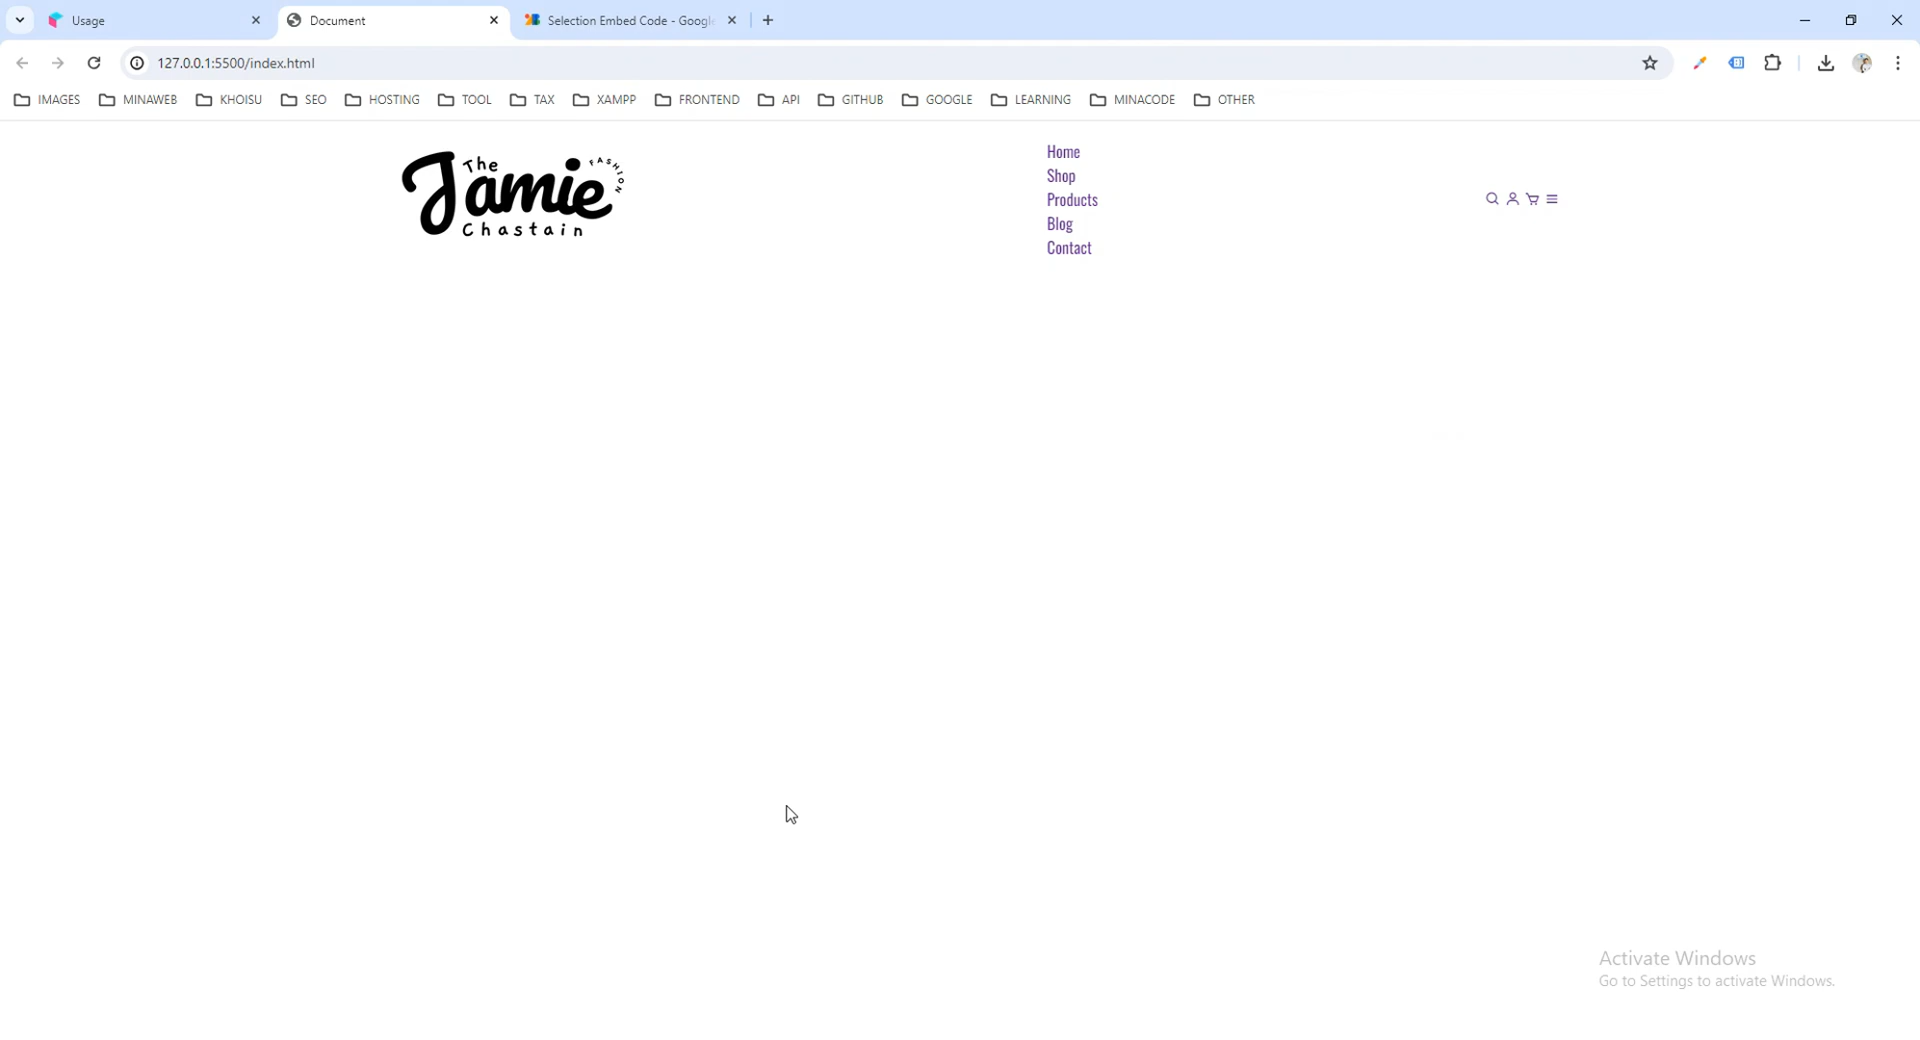 Usage
Document
Selection Embed Code - Google
127.0.0.1:5500/index.html
IMAGES
MINAWEB
KHOISU
SEO
HOSTING
TOOL
TAX
XAMPP
FRONTEND
API
GITHUB
GOOGLE
LEARNING
MINACODE
OTHER
The
Jamie
FASHION
Chastain
Home
Shop
Products
Blog
Contact
Activate Windows
Go to Settings to activate Windows.